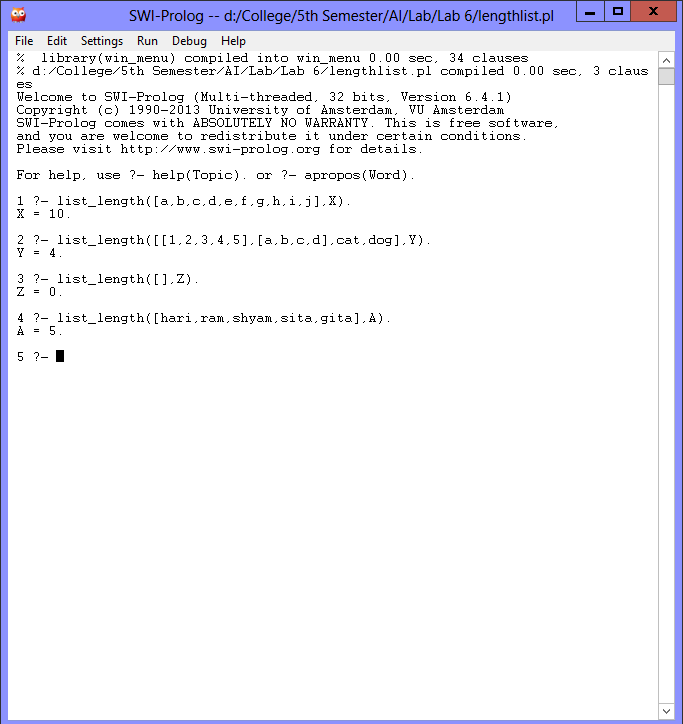 SWI-Prolog -- d:/College/5th Semester/AI/Lab/Lab 6/lengthlist.pl
File Edit Settings Run Debug Help
%  library(win_menu) compiled into win_menu 0.00 sec, 34 clauses
% d:/College/5th Semester/AI/Lab/Lab 6/lengthlist.pl compiled 0.00 sec, 3 claus
es
Welcome to SWI-Prolog (Multi-threaded, 32 bits, Version 6.4.1)
Copyright (c) 1990-2013 University of Amsterdam, VU Amsterdam
SWI-Prolog comes with ABSOLUTELY NO WARRANTY. This is free software,
and you are welcome to redistribute it under certain conditions.
Please visit http://www.swi-prolog.org for details.
For help, use ?- help(Topic). or ?- apropos(Word).
1 ?- list_length([a,b,c,d,e,f,g,h,i,j],X).
X = 10.
2 ?- list_length([[1,2,3,4,5],[a,b,c,d],cat,dog],Y).
Y = 4.
3 ?- list_length([],Z).
Z = 0.
4 ?- list_length([hari,ram,shyam,sita,gita],A).
A = 5.
5 ?-